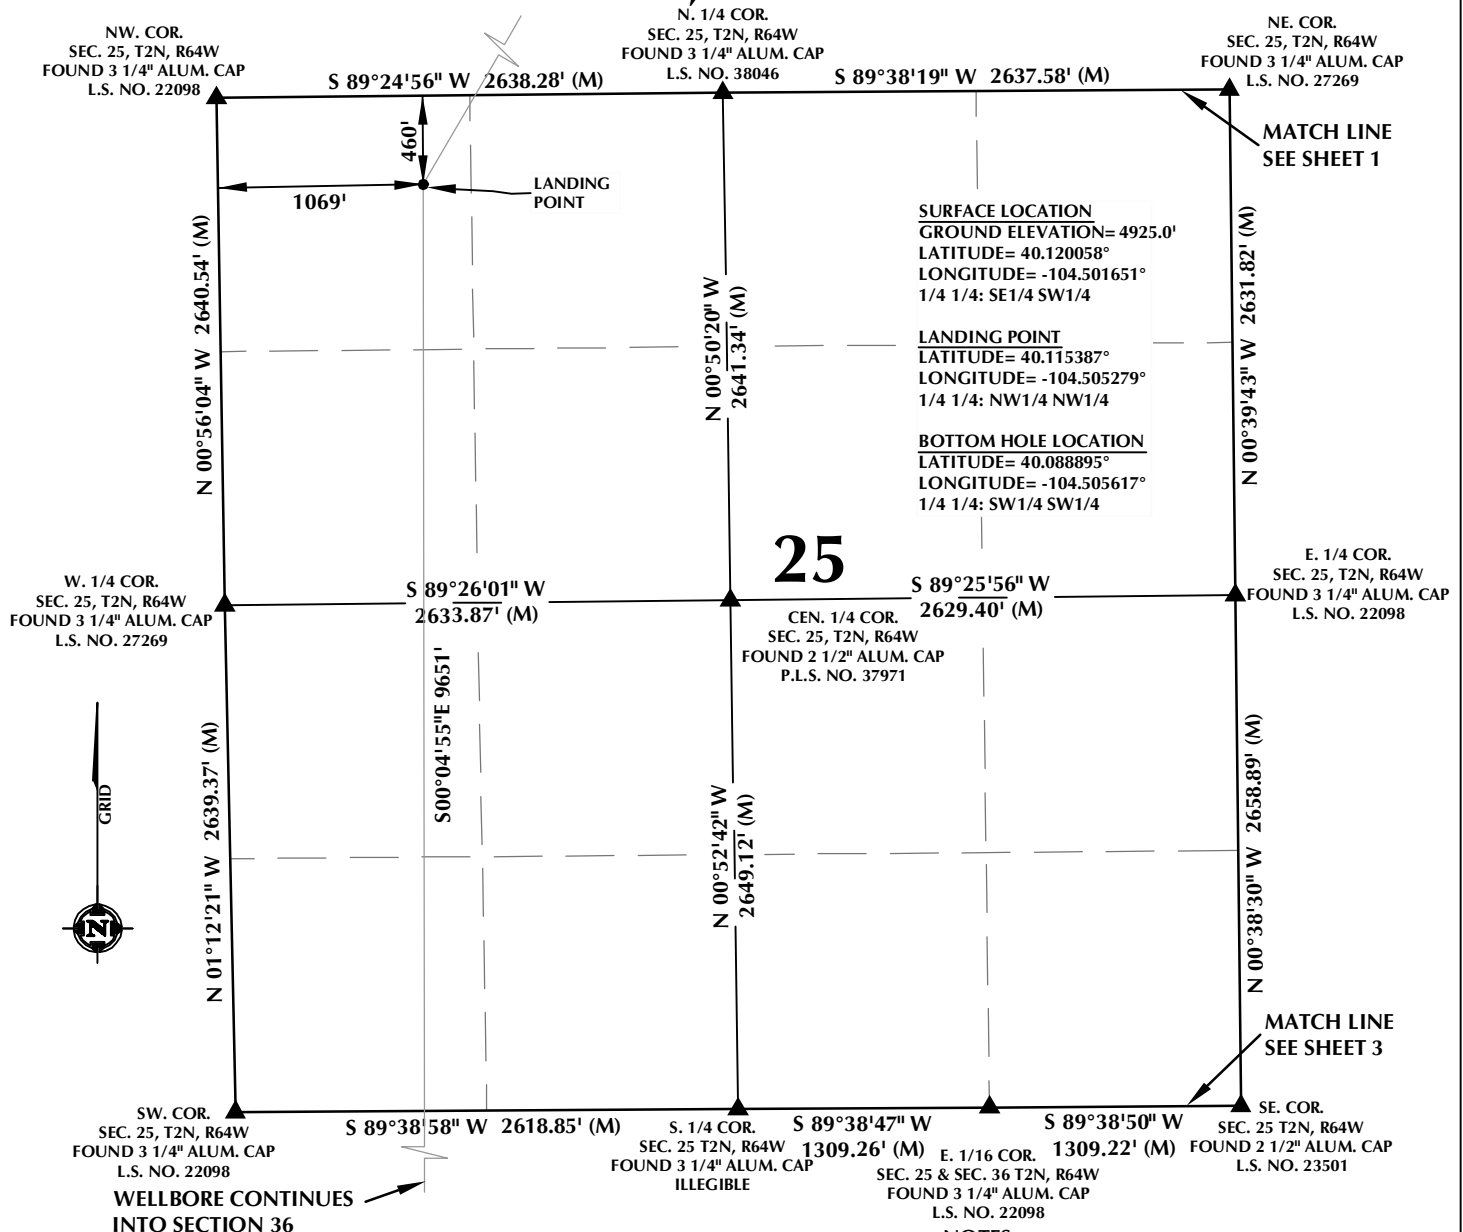 NW. COR.
SEC. 25, T2N, R64W
FOUND 3 1/4" ALUM. CAP
L.S. NO. 22098
N. 1/4 COR.
SEC. 25, T2N, R64W
FOUND 3 1/4" ALUM. CAP
L.S. NO. 38046
NE. COR.
SEC. 25, T2N, R64W
FOUND 3 1/4" ALUM. CAP
L.S. NO. 27269
S 89°24'56" W 2638.28' (M)
S 89°38'19" W 2637.58' (M)
MATCH LINE
SEE SHEET 1
460'
1069'
LANDING
POINT
SURFACE LOCATION
GROUND ELEVATION= 4925.0'
LATITUDE= 40.120058°
LONGITUDE= -104.501651°
1/4 1/4: SE1/4 SW1/4
LANDING POINT
LATITUDE= 40.115387°
LONGITUDE= -104.505279°
1/4 1/4: NW1/4 NW1/4
BOTTOM HOLE LOCATION
LATITUDE= 40.088895°
LONGITUDE= -104.505617°
1/4 1/4: SW1/4 SW1/4
N 00°56'04" W 2640.54' (M)
N 00°50'20" W
2641.34' (M)
N 00°39'43" W 2631.82' (M)
25
W. 1/4 COR.
SEC. 25, T2N, R64W
FOUND 3 1/4" ALUM. CAP
L.S. NO. 27269
S 89°26'01" W
2633.87' (M)
S 89°25'56" W
2629.40' (M)
E. 1/4 COR.
SEC. 25, T2N, R64W
FOUND 3 1/4" ALUM. CAP
L.S. NO. 22098
CEN. 1/4 COR.
SEC. 25, T2N, R64W
FOUND 2 1/2" ALUM. CAP
P.L.S. NO. 37971
S00°04'55"E 9651'
GRID
N
N 01°12'21" W 2639.37' (M)
N 00°52'42" W
2649.12' (M)
N 00°38'30" W 2658.89' (M)
MATCH LINE
SEE SHEET 3
SW. COR.
SEC. 25, T2N, R64W
FOUND 3 1/4" ALUM. CAP
L.S. NO. 22098
S 89°38'58" W 2618.85' (M)
S. 1/4 COR.
SEC. 25 T2N, R64W
FOUND 3 1/4" ALUM. CAP
ILLEGIBLE
S 89°38'47" W
1309.26' (M)
E. 1/16 COR.
SEC. 25 & SEC. 36 T2N, R64W
FOUND 3 1/4" ALUM. CAP
L.S. NO. 22098
S 89°38'50" W
1309.22' (M)
SE. COR.
SEC. 25 T2N, R64W
FOUND 2 1/2" ALUM. CAP
L.S. NO. 23501
WELLBORE CONTINUES
INTO SECTION 36